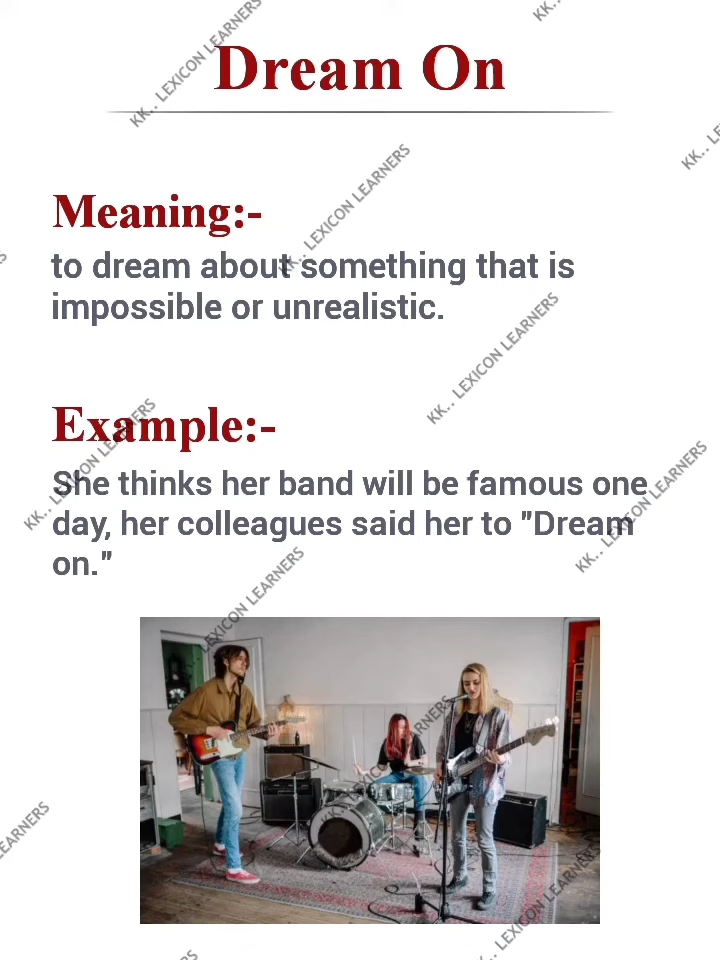 Dream On
Meaning:-
to dream about something that is
impossible or unrealistic.
Example:-
She thinks her band will be famous one
day, her colleagues said her to "Dream
on."
KK.. LEXICON LEARNERS